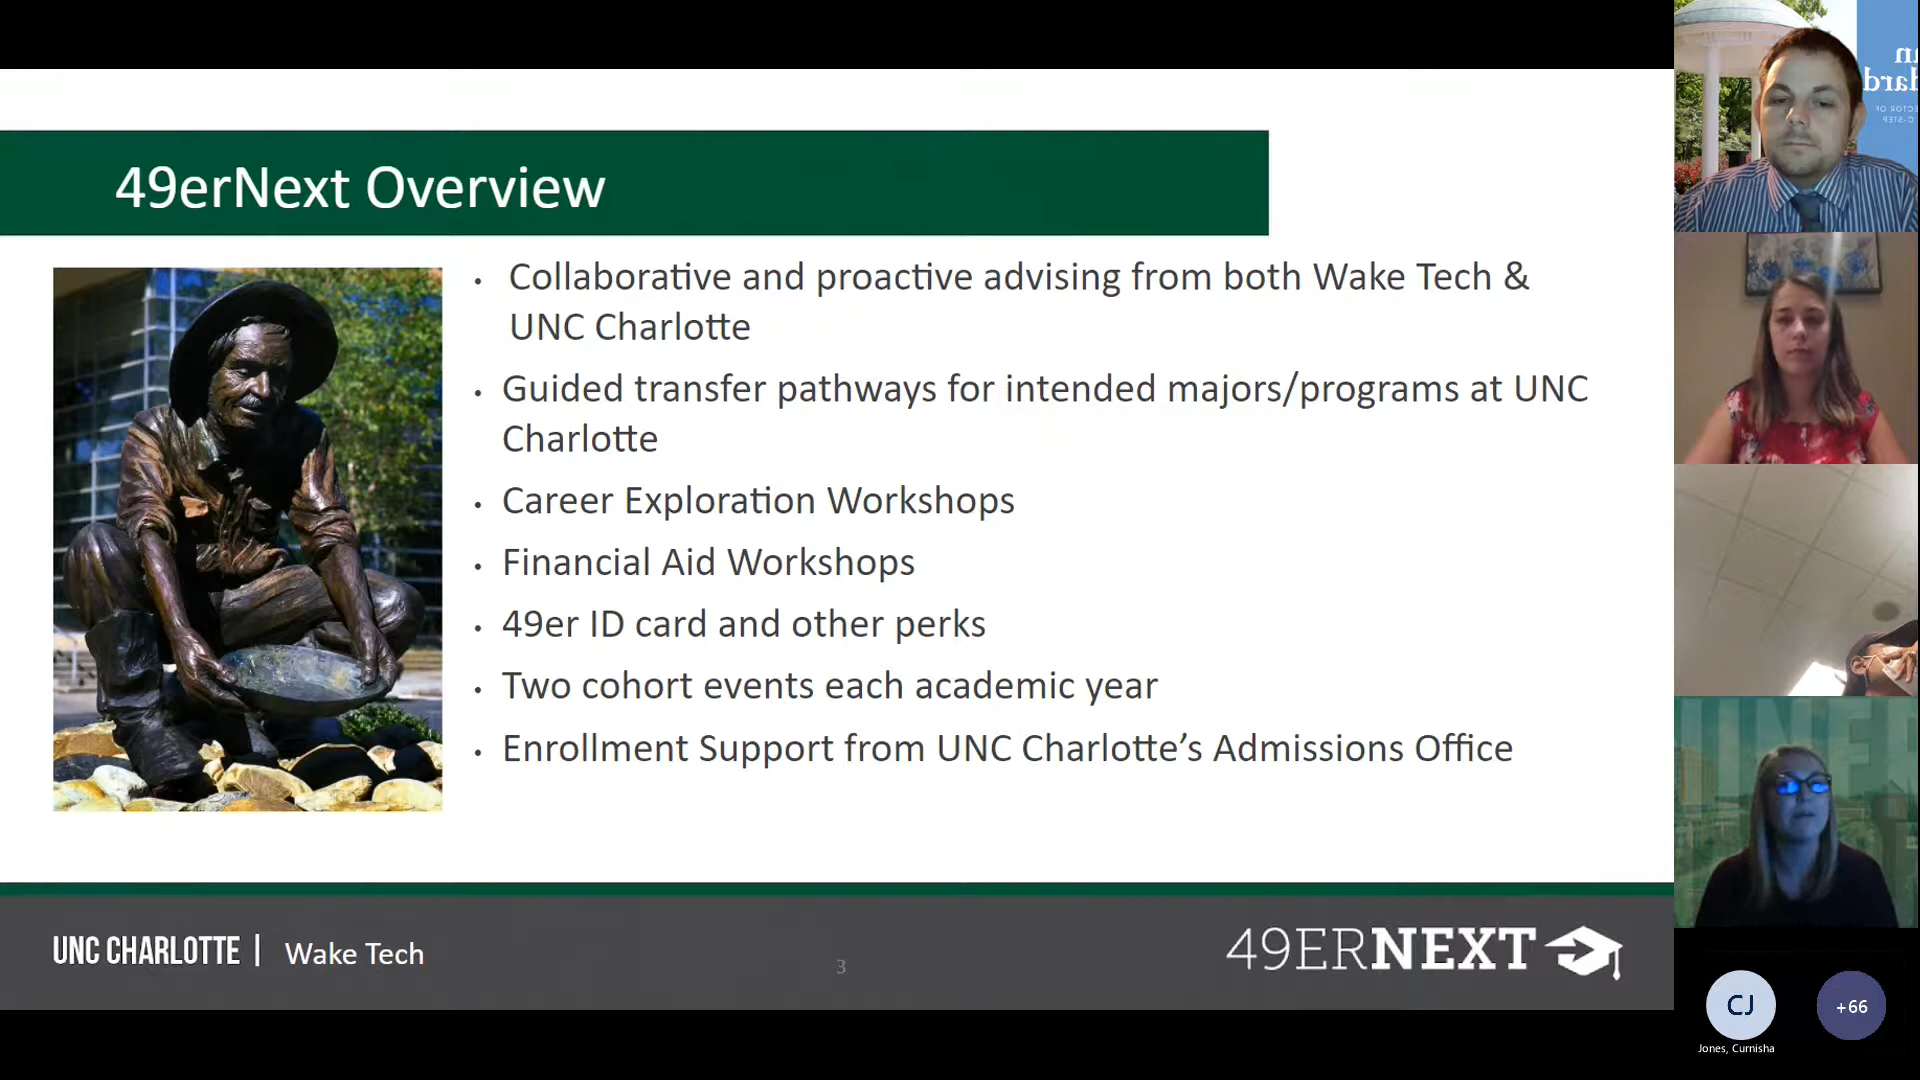 49erNext Overview
• Collaborative and proactive advising from both Wake Tech &
UNC Charlotte
• Guided transfer pathways for intended majors/programs at UNC
Charlotte
• Career Exploration Workshops
• Financial Aid Workshops
• 49er ID card and other perks
• Two cohort events each academic year
• Enrollment Support from UNC Charlotte’s Admissions Office
UNC CHARLOTTE | Wake Tech
3
49ERNEXT
CJ
+66
Jones, Curnisha